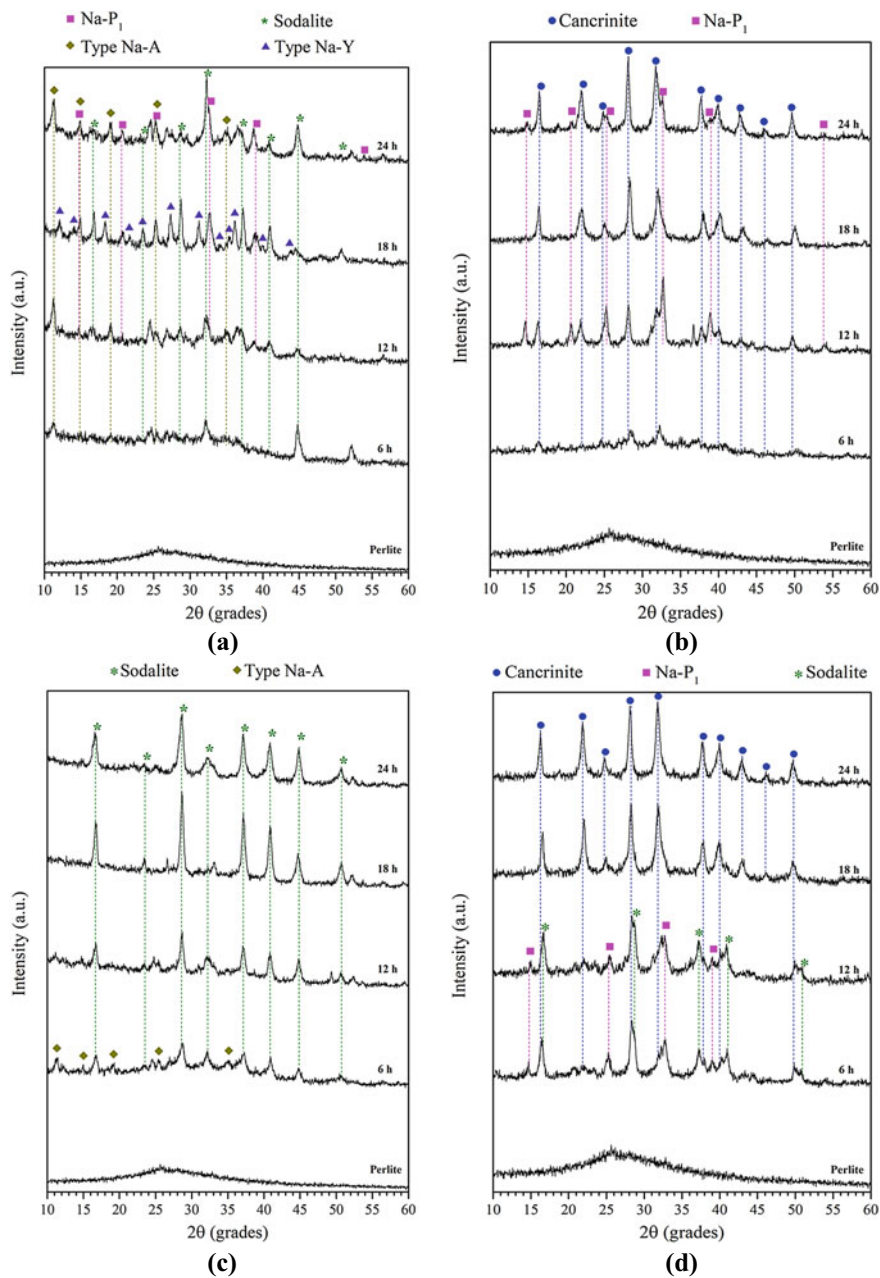 Na-P₁
Sodalite
Type Na-A
Type Na-Y
24 h
18 h
12 h
6 h
Perlite
Intensity (a.u.)
10 15 20 25 30 35 40 45 50 55 60
2θ (grades)
(a)
Cancrinite
Na-P₁
24 h
18 h
12 h
6 h
Perlite
Intensity (a.u.)
10 15 20 25 30 35 40 45 50 55 60
2θ (grades)
(b)
Sodalite
Type Na-A
24 h
18 h
12 h
6 h
Perlite
Intensity (a.u.)
10 15 20 25 30 35 40 45 50 55 60
2θ (grades)
(c)
Cancrinite
Na-P₁
Sodalite
24 h
18 h
12 h
6 h
Perlite
Intensity (a.u.)
10 15 20 25 30 35 40 45 50 55 60
2θ (grades)
(d)